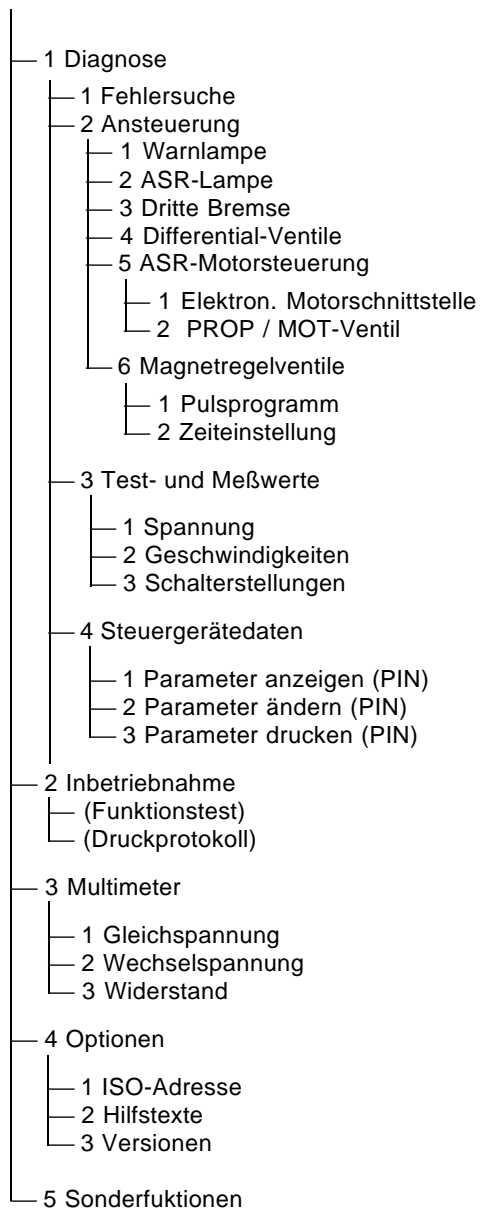 1 Diagnose
1 Fehlersuche
2 Ansteuerung
1 Warnlampe
2 ASR-Lampe
3 Dritte Bremse
4 Differential-Ventile
5 ASR-Motorsteuerung
1 Elektron. Motorschnittstelle
2 PROP / MOT-Ventil
6 Magnetregelventile
1 Pulsprogramm
2 Zeiteinstellung
3 Test- und Meßwerte
1 Spannung
2 Geschwindigkeiten
3 Schalterstellungen
4 Steuergerätedaten
1 Parameter anzeigen (PIN)
2 Parameter ändern (PIN)
3 Parameter drucken (PIN)
2 Inbetriebnahme
(Funktionstest)
(Druckprotokoll)
3 Multimeter
1 Gleichspannung
2 Wechselspannung
3 Widerstand
4 Optionen
1 ISO-Adresse
2 Hilfstexte
3 Versionen
5 Sonderfuktionen